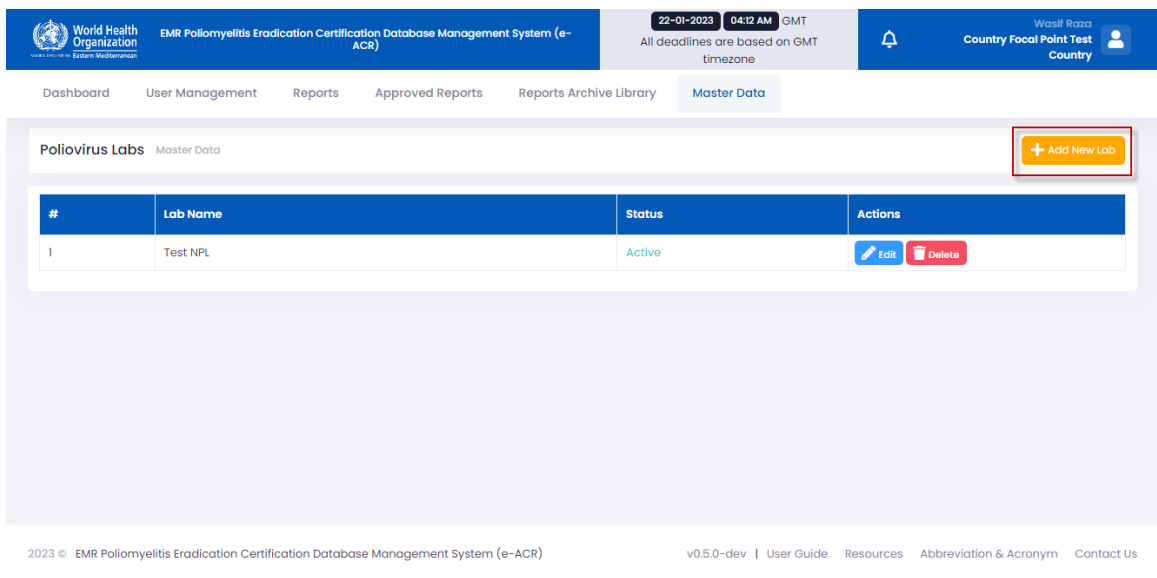 World Health
Organization
Eastern Mediterranean
EMR Poliomyelitis Eradication Certification Database Management System (e-
ACR)
22-01-2023 04:12 AM GMT
All deadlines are based on GMT
timezone
Wasif Raza
Country Focal Point Test
Country
Dashboard User Management Reports Approved Reports Reports Archive Library Master Data
Poliovirus Labs Master Data
Add New Lab
# Lab Name Status Actions
1 Test NPL Active Edit Delete
2023 © EMR Poliomyelitis Eradication Certification Database Management System (e-ACR)
v0.5.0-dev | User Guide Resources Abbreviation & Acronym Contact Us